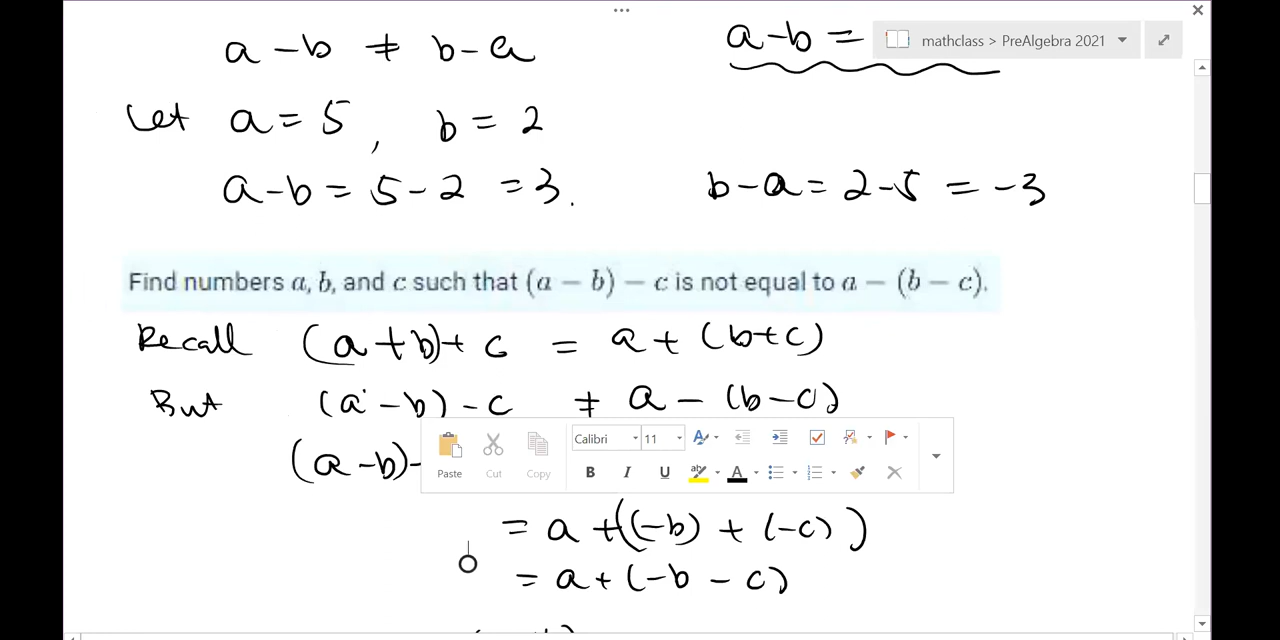 a - b ≠ b - a
a - b =
mathclass > PreAlgebra 2021
Let a = 5, b = 2
a - b = 5 - 2 = 3.
b - a = 2 - 5 = -3
Find numbers a, b, and c such that (a − b) − c is not equal to a − (b − c).
Recall (a + b) + c = a + (b + c)
But (a - b) - c ≠ a - (b - c)
(a - b) -
Calibri 11
Paste Cut Copy B I U aby A
= a + ((-b) + (-c))
= a + (-b - c)